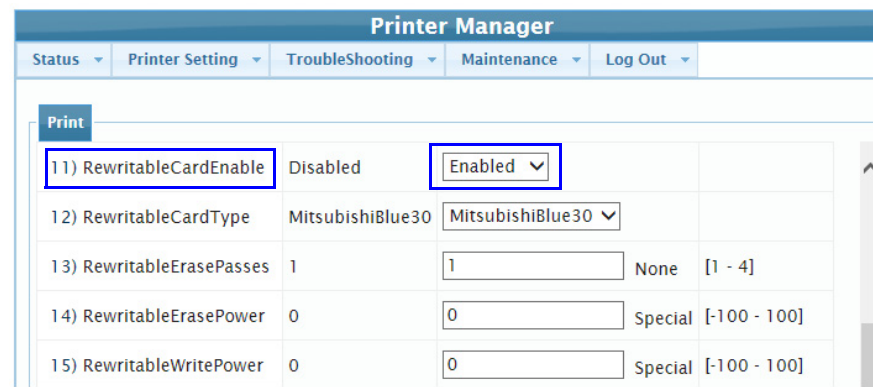 Printer Manager
Status Printer Setting TroubleShooting Maintenance Log Out
Print
11) RewritableCardEnable Disabled Enabled
12) RewritableCardType MitsubishiBlue30 MitsubishiBlue30
13) RewritableErasePasses 1 1 None [1 - 4]
14) RewritableErasePower 0 0 Special [-100 - 100]
15) RewritableWritePower 0 0 Special [-100 - 100]